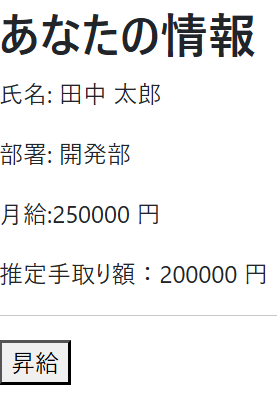 あなたの情報
氏名: 田中 太郎
部署: 開発部
月給:250000 円
推定手取り額：200000 円
昇給